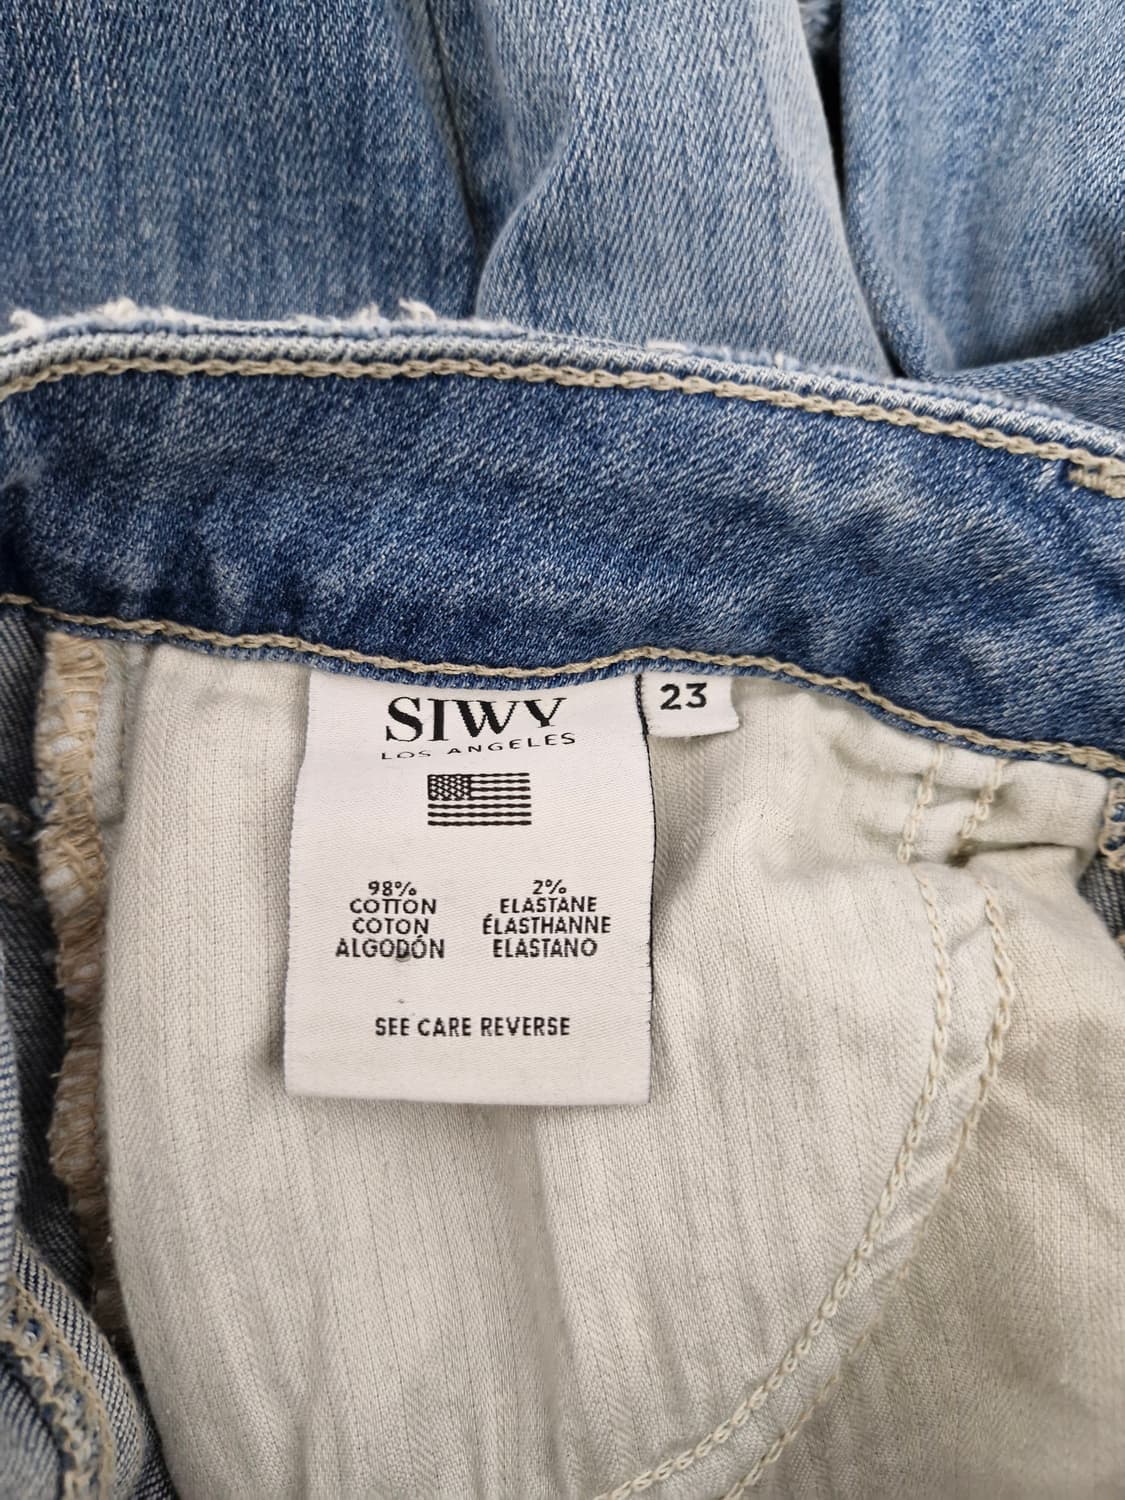 SIWY
LOS ANGELES
23
98%
COTTON
COTON
ALGODÓN
2%
ELASTANE
ÉLASTHANNE
ELASTANO
SEE CARE REVERSE